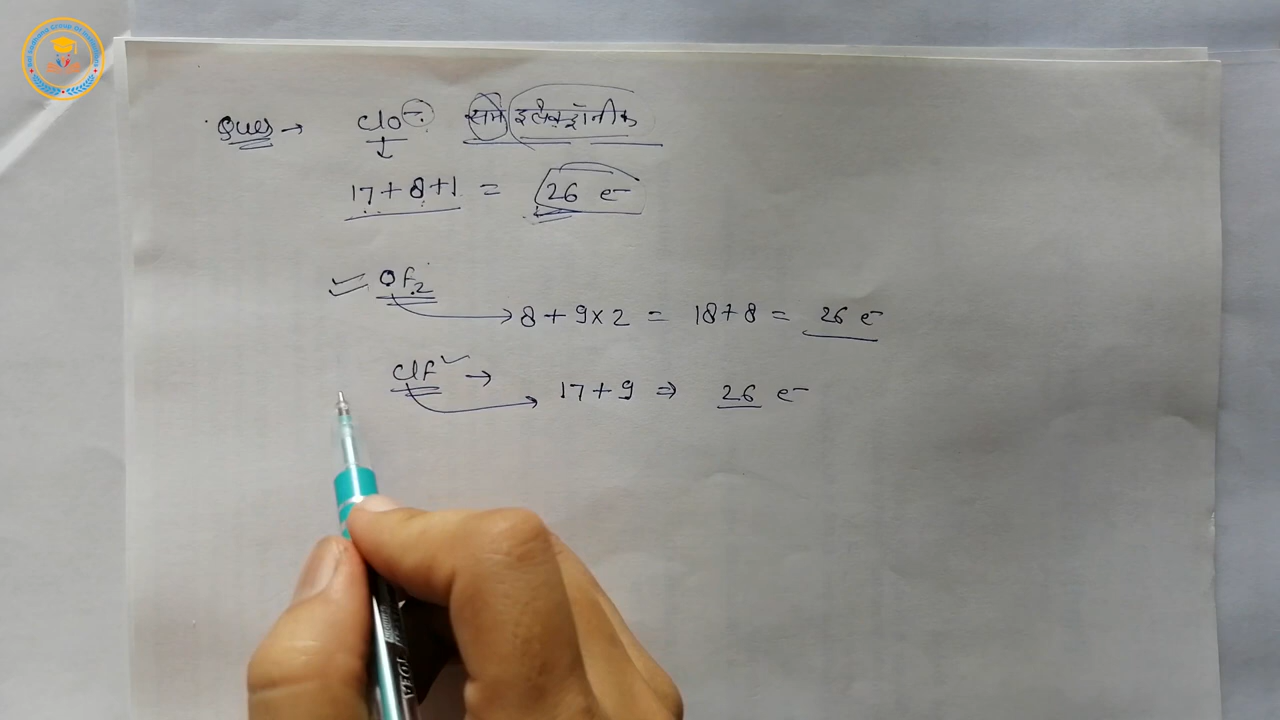 Ques → ClO⁻ सम इलैक्ट्रॉनीक
17 + 8 + 1 = 26 e⁻
OF₂
8 + 9 × 2 = 18 + 8 = 26 e⁻
ClF →
17 + 9 ⇒ 26 e⁻